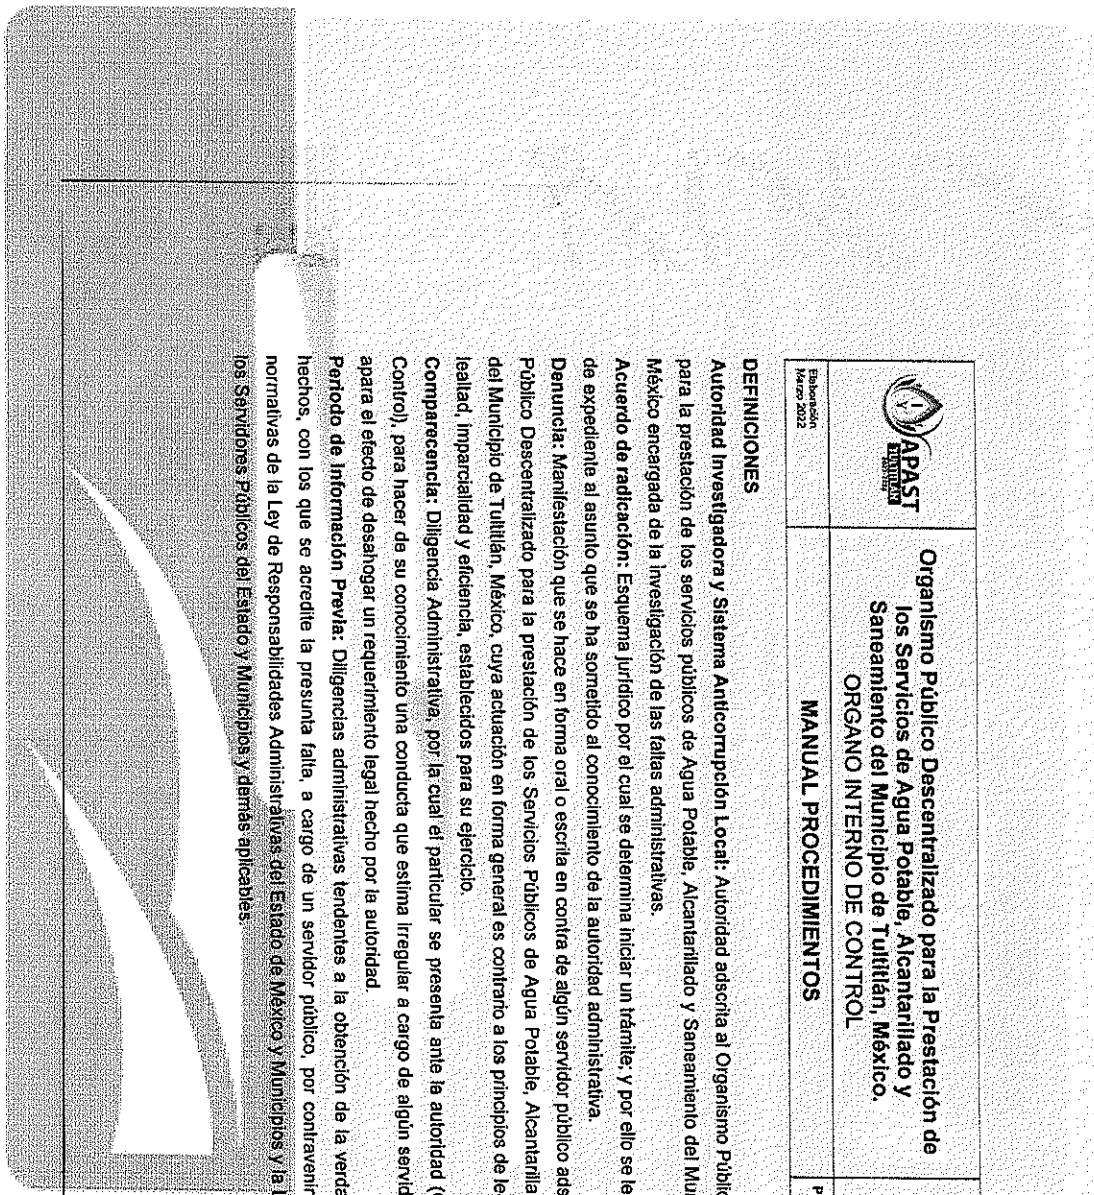 APAST
TULTITLÁN
Organismo Público Descentralizado para la Prestación de
los Servicios de Agua Potable, Alcantarillado y
Saneamiento del Municipio de Tultitlán, México.
ORGANO INTERNO DE CONTROL
Elaboración
Marzo 2022
MANUAL PROCEDIMIENTOS
P
DEFINICIONES
Autoridad Investigadora y Sistema Anticorrupción Local: Autoridad adscrita al Organismo Públic
para la prestación de los servicios públicos de Agua Potable, Alcantarillado y Saneamiento del Mu
México encargada de la investigación de las faltas administrativas.
Acuerdo de radicación: Esquema jurídico por el cual se determina iniciar un trámite; y por ello se le
de expediente al asunto que se ha sometido al conocimiento de la autoridad administrativa.
Denuncia: Manifestación que se hace en forma oral o escrita en contra de algún servidor público ads
Público Descentralizado para la prestación de los Servicios Públicos de Agua Potable, Alcantarilla
del Municipio de Tultitlán, México, cuya actuación en forma general es contrario a los principios de le
lealtad, imparcialidad y eficiencia, establecidos para su ejercicio.
Comparecencia: Diligencia Administrativa, por la cual el particular se presenta ante la autoridad (
Control), para hacer de su conocimiento una conducta que estima irregular a cargo de algún servid
apara el efecto de desahogar un requerimiento legal hecho por la autoridad.
Periodo de Información Previa: Diligencias administrativas tendentes a la obtención de la verda
hechos, con los que se acredite la presunta falta, a cargo de un servidor público, por contravenir
normativas de la Ley de Responsabilidades Administrativas del Estado de México y Municipios y la
los Servidores Públicos del Estado y Municipios y demás aplicables.